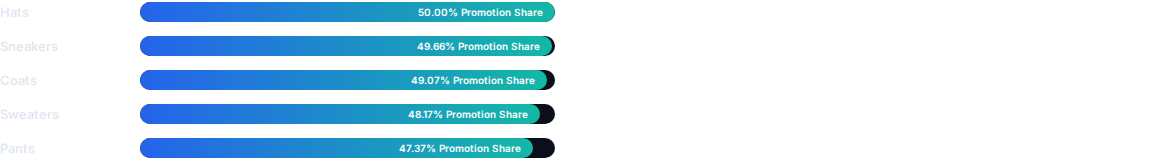 Hats 50.00% Promotion Share
Sneakers 49.66% Promotion Share
Coats 49.07% Promotion Share
Sweaters 48.17% Promotion Share
Pants 47.37% Promotion Share